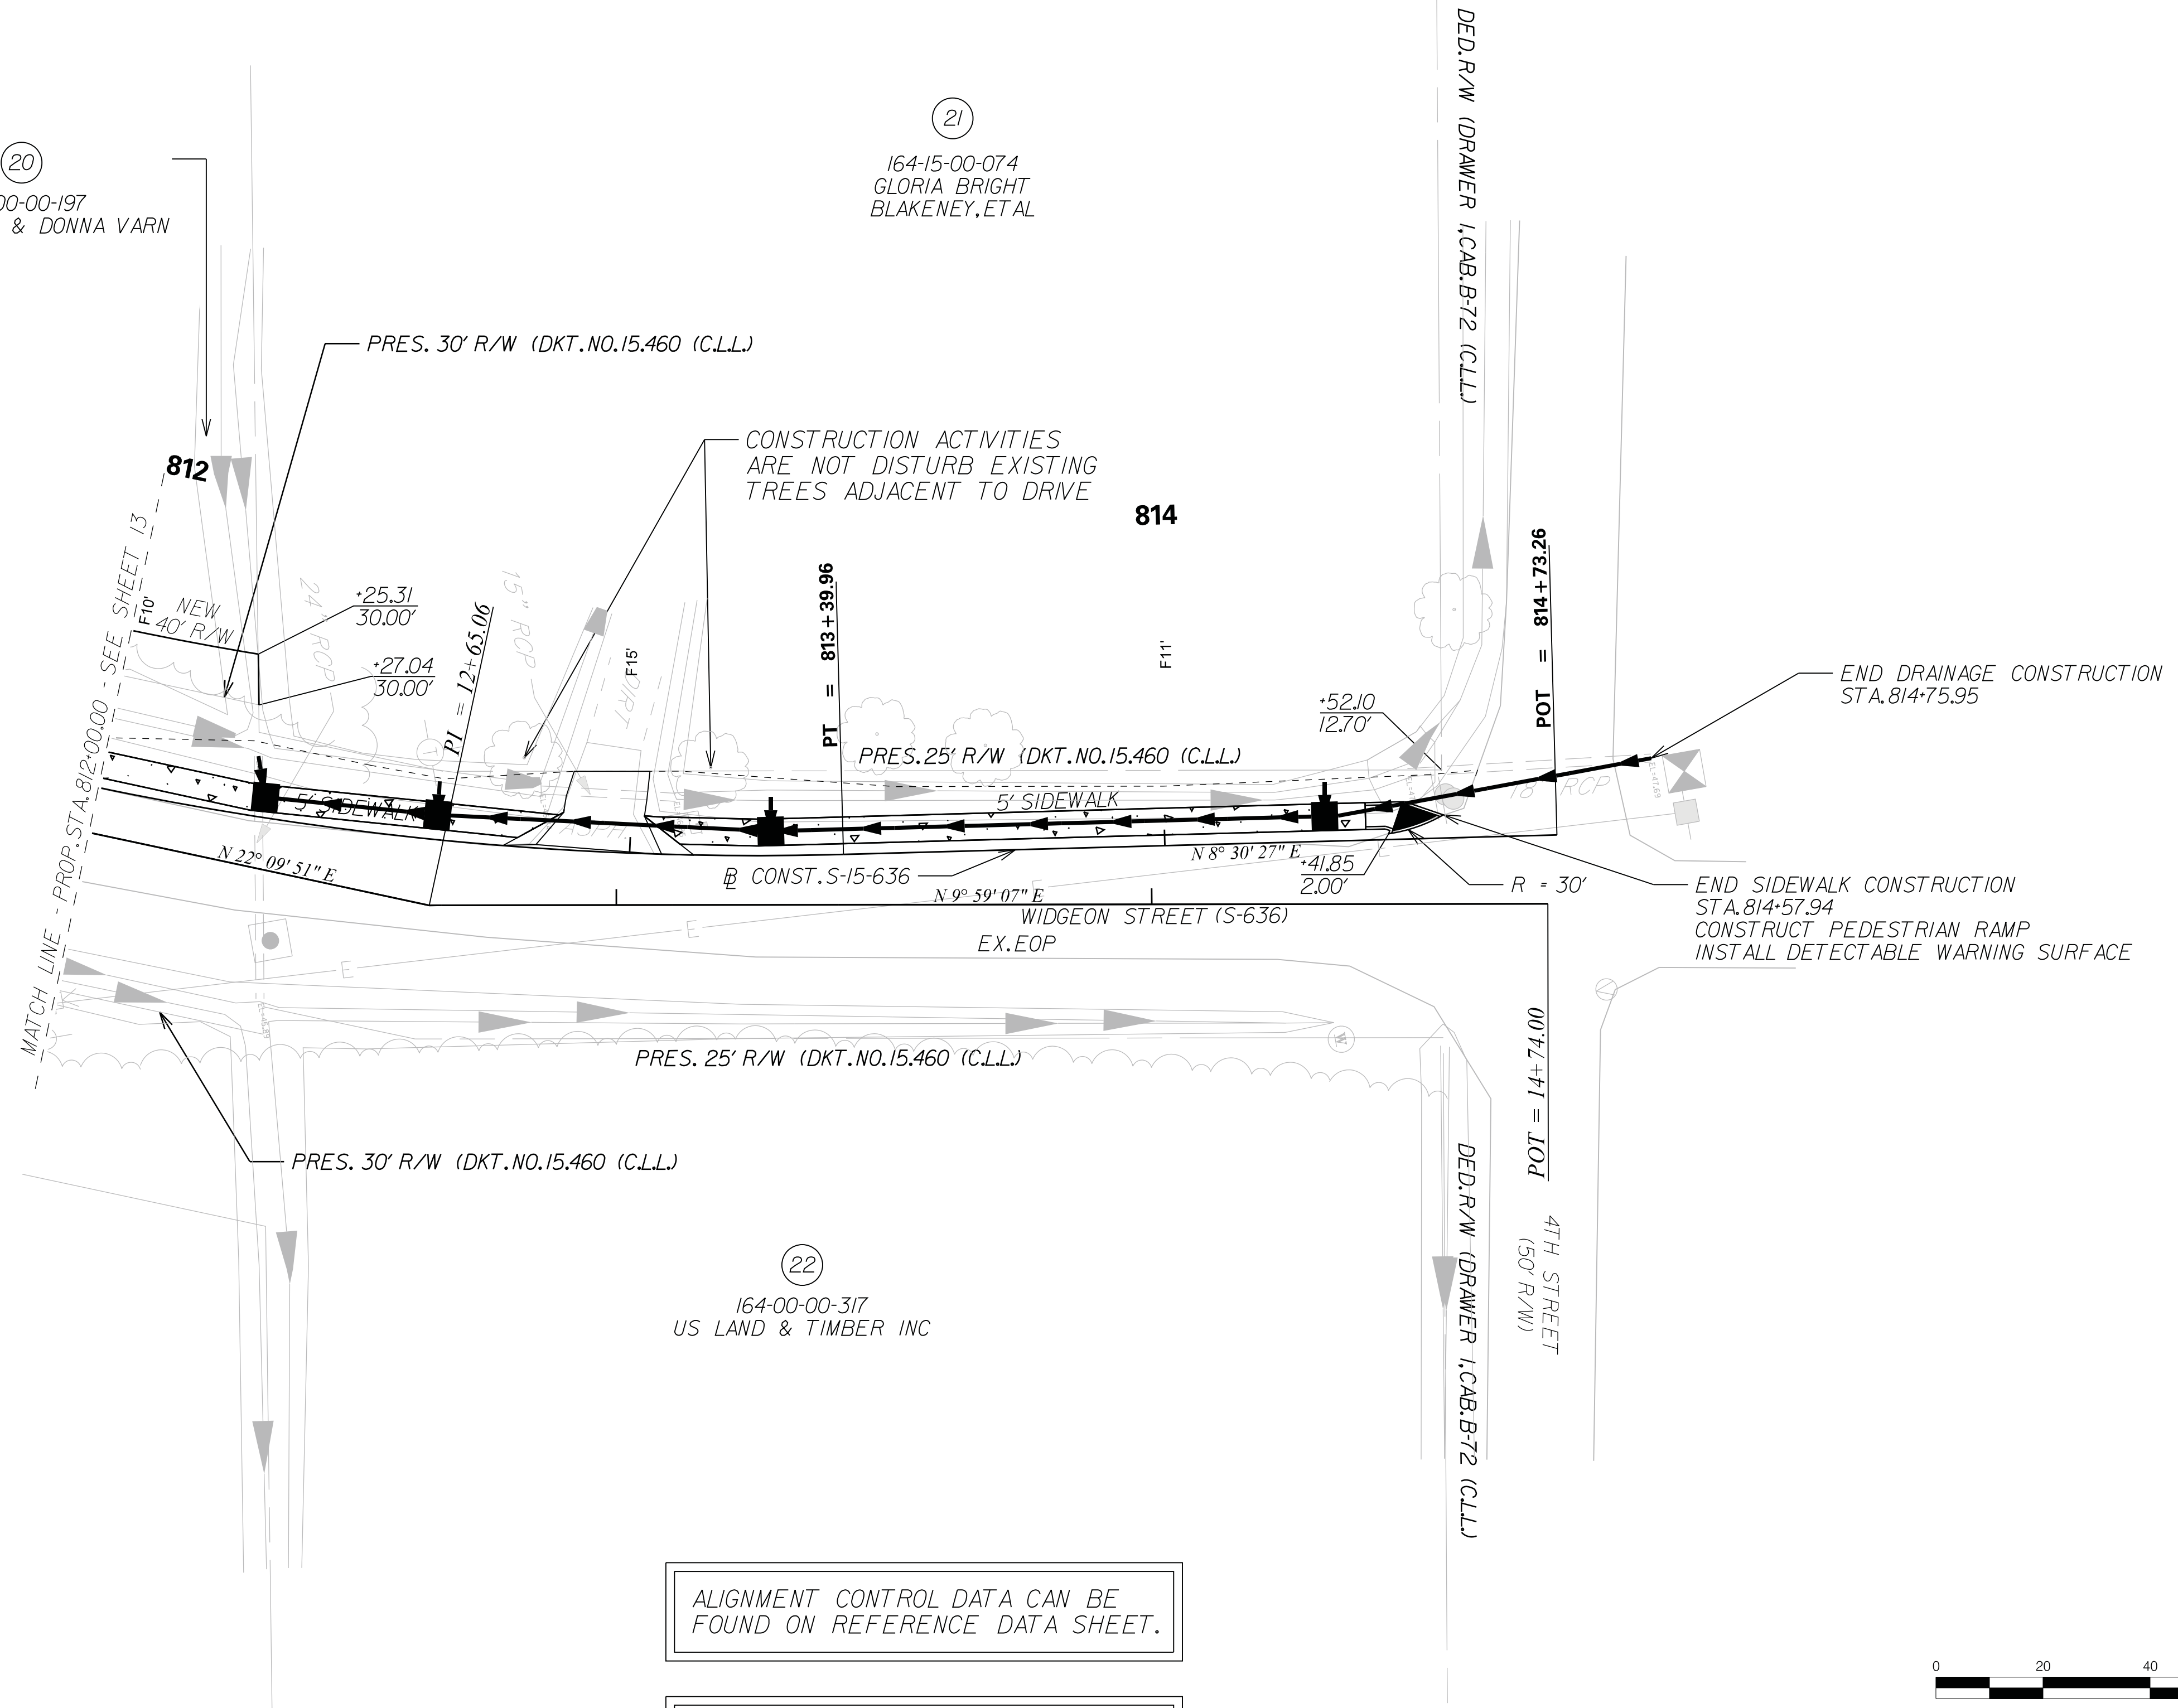 DED.R/W (DRAWER 1,CAB.B-72 (C.L.L.)
21
164-15-00-074
GLORIA BRIGHT
BLAKENEY,ET AL
20
00-00-197
& DONNA VARN
PRES. 30' R/W (DKT.NO.15.460 (C.L.L.)
CONSTRUCTION ACTIVITIES
ARE NOT DISTURB EXISTING
TREES ADJACENT TO DRIVE
812
814
MATCH LINE - PROP.STA.812+00.00 - SEE SHEET 13
F10'
NEW
40' R/W
24" RCP
+25.31
30.00'
+27.04
30.00'
PI = 12+65.06
15" RCP
DIRT
F15'
PT = 813+39.96
F11'
POT = 814+73.26
+52.10
12.70'
END DRAINAGE CONSTRUCTION
STA.814+75.95
PRES.25' R/W (DKT.NO.15.460 (C.L.L.)
5' SIDEWALK
5' SIDEWALK
18" RCP
EL=41.69
N 22° 09' 51" E
B CONST.S-15-636
N 8° 30' 27" E
+41.85
2.00'
R = 30'
END SIDEWALK CONSTRUCTION
STA.814+57.94
CONSTRUCT PEDESTRIAN RAMP
INSTALL DETECTABLE WARNING SURFACE
N 9° 59' 07" E
WIDGEON STREET (S-636)
EX.EOP
E
E
E
E
W
PRES. 25' R/W (DKT.NO.15.460 (C.L.L.)
POT = 14+74.00
PRES. 30' R/W (DKT.NO.15.460 (C.L.L.)
DED.R/W (DRAWER 1,CAB.B-72 (C.L.L.)
4TH STREET
(50' R/W)
22
164-00-00-317
US LAND & TIMBER INC
ALIGNMENT CONTROL DATA CAN BE
FOUND ON REFERENCE DATA SHEET.
0 20 40